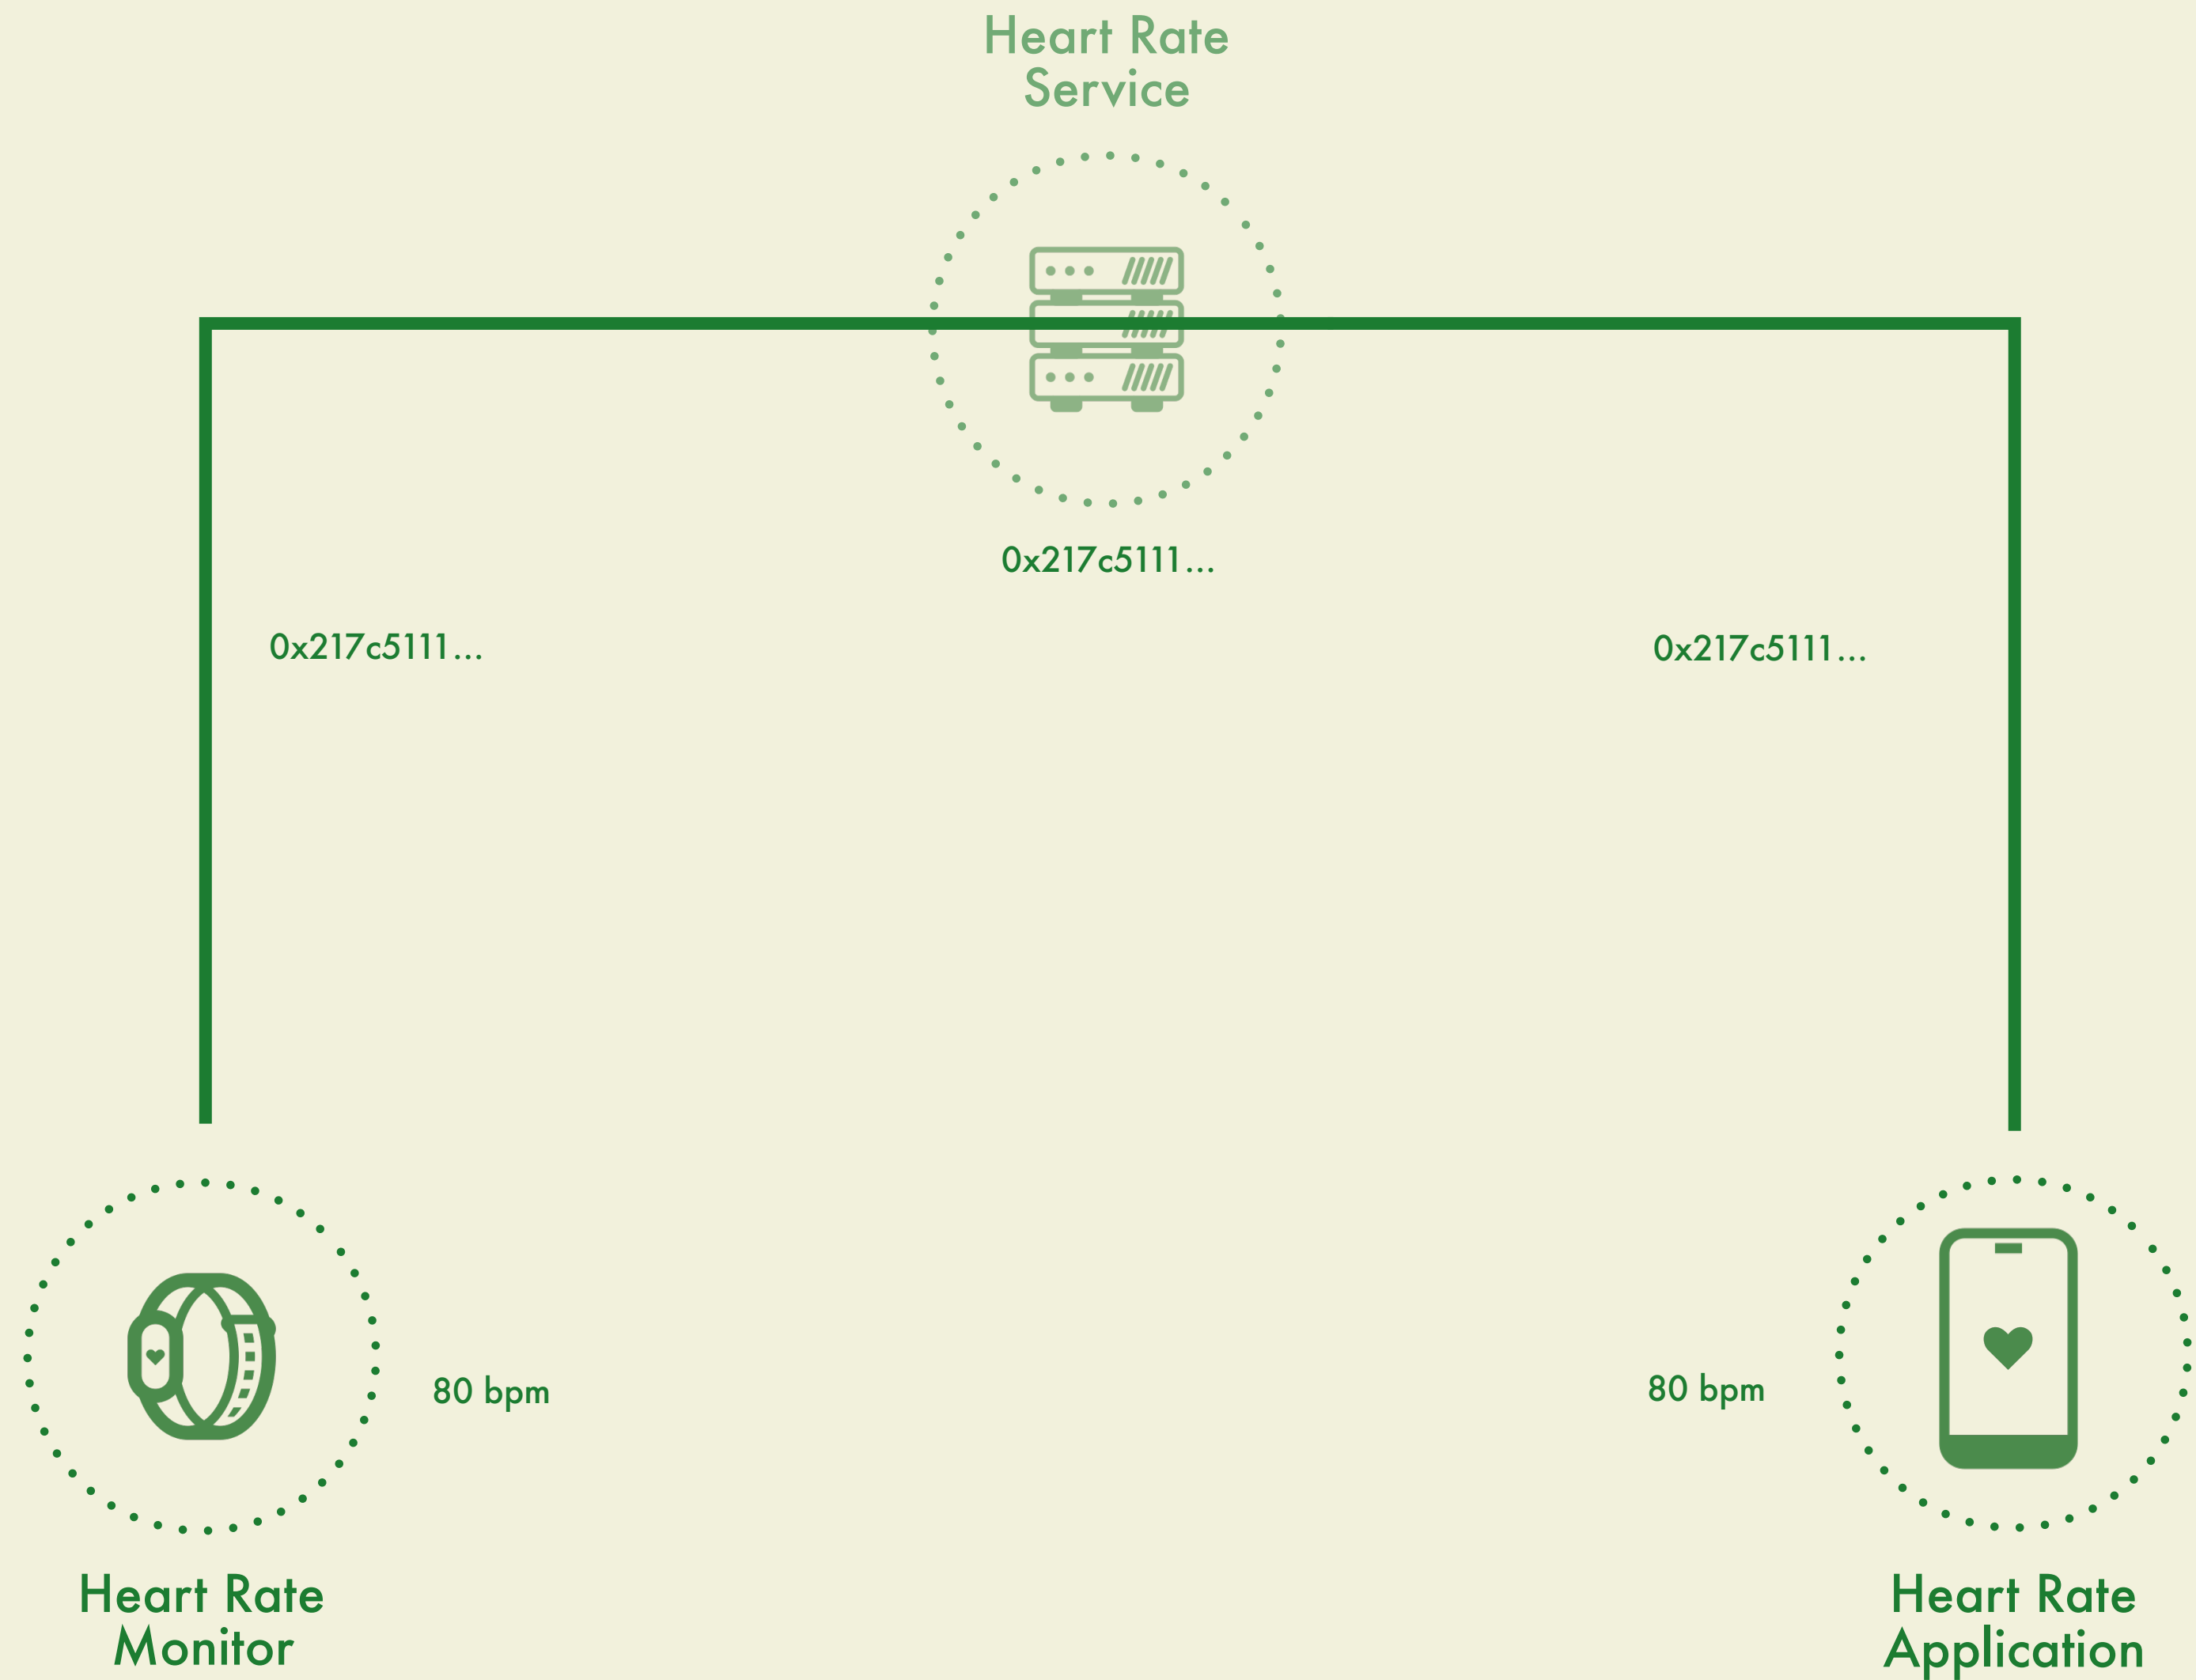 Heart Rate
Service
0x217c5111...
0x217c5111...
0x217c5111...
80 bpm
80 bpm
Heart Rate
Monitor
Heart Rate
Application